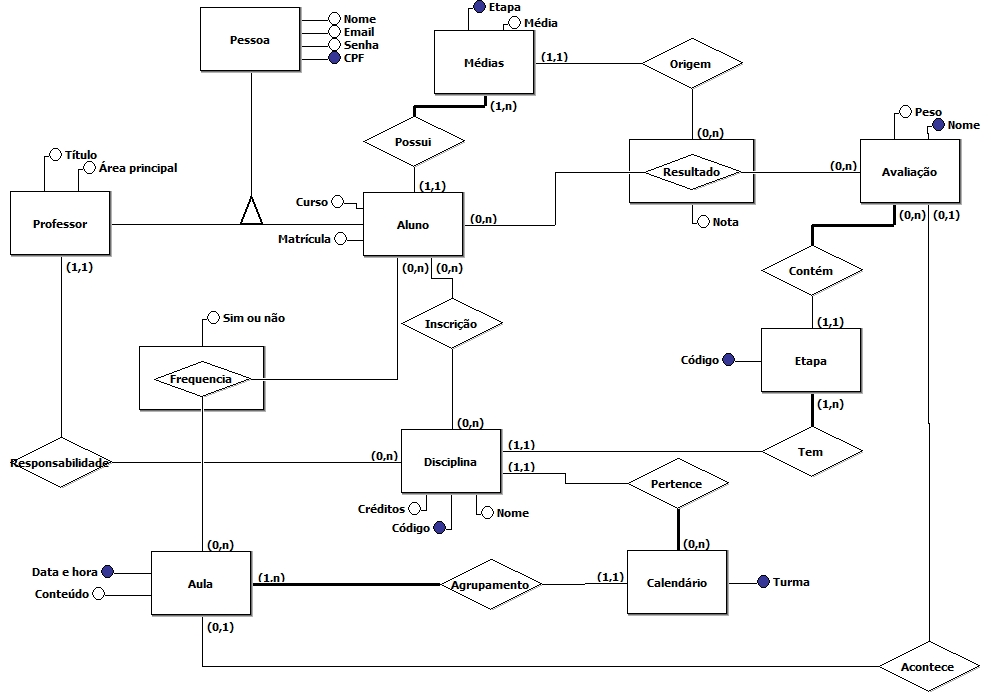 Pessoa
Nome
Email
Senha
CPF
Etapa
Média
Médias
(1,1)
Origem
(1,n)
Possui
(1,1)
(0,n)
Resultado
Nota
(0,n)
Peso
Nome
Avaliação
(0,n)
(0,1)
Título
Área principal
Professor
(1,1)
Curso
Matrícula
Aluno
(0,n)
(0,n)
(0,n)
Contém
(1,1)
Código
Etapa
(1,n)
Sim ou não
Frequencia
Inscrição
(0,n)
Responsabilidade
(0,n)
Disciplina
(1,1)
(1,1)
Tem
Pertence
Créditos
Código
Nome
(0,n)
(0,n)
Data e hora
Conteúdo
Aula
(1,n)
Agrupamento
(1,1)
Calendário
Turma
(0,1)
Acontece